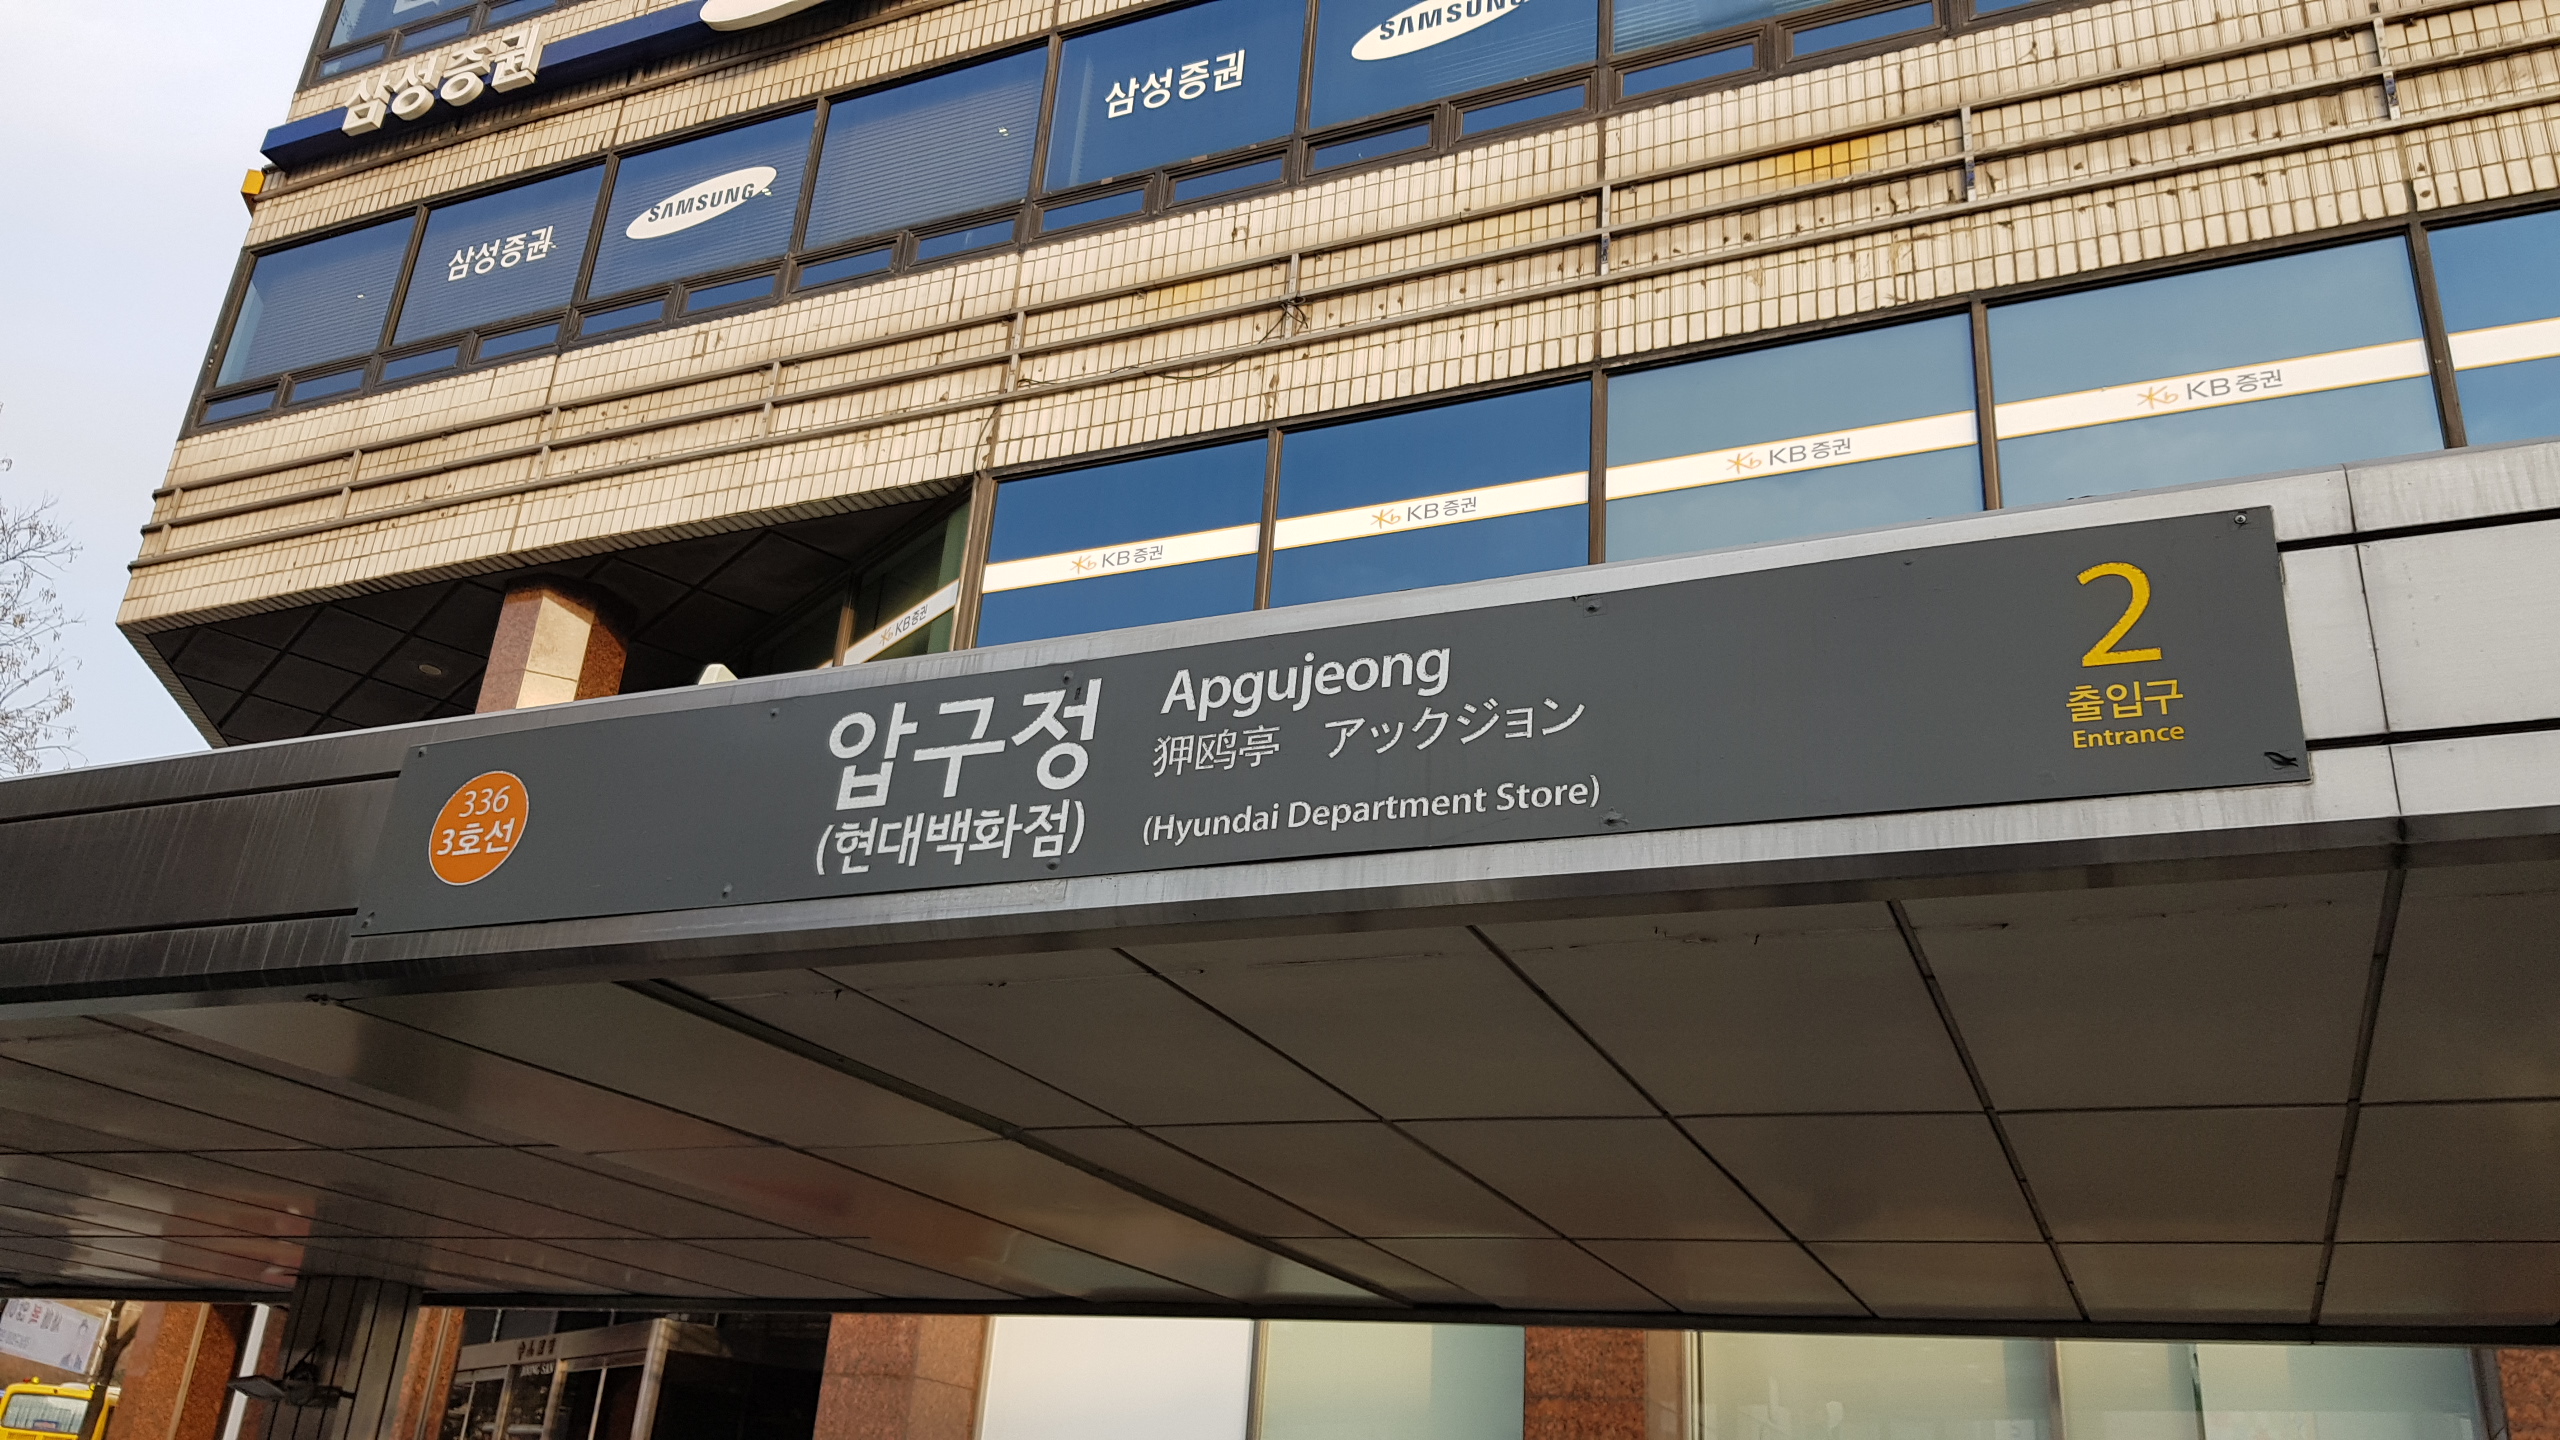 삼성증권
삼성증권
SAMSUNG
삼성증권
SAMSUNG
KB증권
KB증권
KB증권
KB증권
KB증권
336
3호선
압구정
(현대백화점)
Apgujeong
狎鸥亭 アックジョン
(Hyundai Department Store)
2
출입구
Entrance